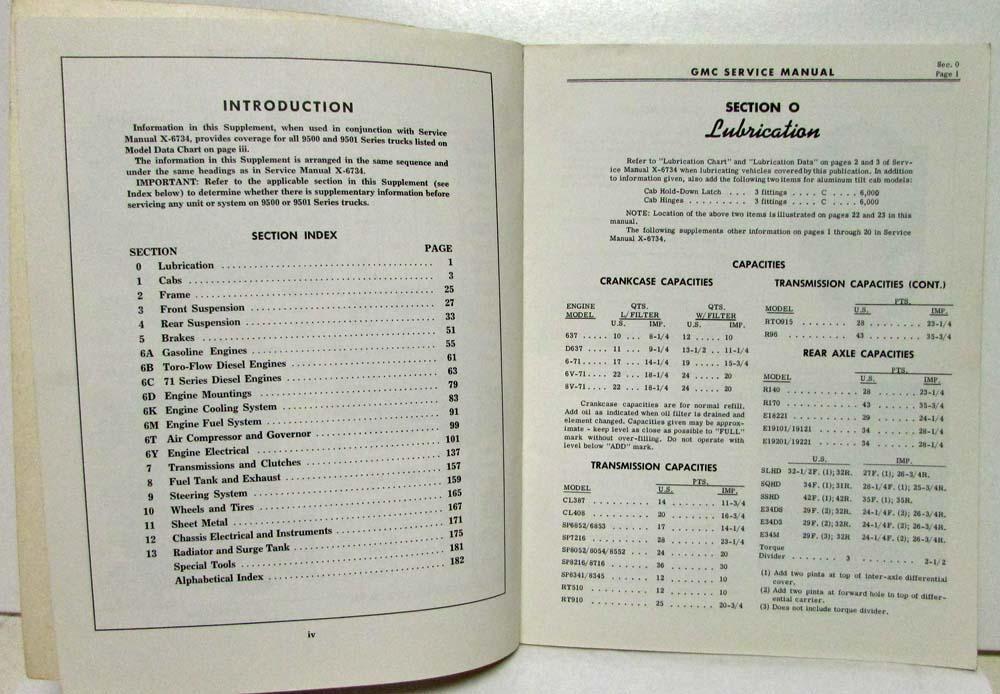 INTRODUCTION
Information in this Supplement, when used in conjunction with Service
Manual X-6734, provides coverage for all 9500 and 9501 Series trucks listed on
Model Data Chart on page iii.
The information in this Supplement is arranged in the same sequence and
under the same headings as in Service Manual X-6734.
IMPORTANT: Refer to the applicable section in this Supplement (see
Index below) to determine whether there is supplementary information before
servicing any unit or system on 9500 or 9501 Series trucks.
SECTION INDEX
SECTION PAGE
0 Lubrication 1
1 Cabs 3
2 Frame 25
3 Front Suspension 27
4 Rear Suspension 33
5 Brakes 51
6A Gasoline Engines 55
6B Toro-Flow Diesel Engines 61
6C 71 Series Diesel Engines 63
6D Engine Mountings 79
6K Engine Cooling System 83
6M Engine Fuel System 91
6T Air Compressor and Governor 99
6Y Engine Electrical 101
7 Transmissions and Clutches 137
8 Fuel Tank and Exhaust 157
9 Steering System 159
10 Wheels and Tires 165
11 Sheet Metal 167
12 Chassis Electrical and Instruments 171
13 Radiator and Surge Tank 175
Special Tools 181
Alphabetical Index 182
iv
GMC SERVICE MANUAL
Sec. 0
Page 1
SECTION O
Lubrication
Refer to "Lubrication Chart" and "Lubrication Data" on pages 2 and 3 of Serv-
ice Manual X-6734 when lubricating vehicles covered by this publication. In addition
to information given, also add the following two items for aluminum tilt cab models:
Cab Hold-Down Latch . . . 3 fittings . . . . C . . . . 6,000
Cab Hinges . . . . . . . . . 3 fittings . . . . C . . . . 6,000
NOTE: Location of the above two items is illustrated on pages 22 and 23 in this
manual.
The following supplements other information on pages 1 through 20 in Service
Manual X-6734.
CAPACITIES
CRANKCASE CAPACITIES
ENGINE QTS. QTS.
MODEL L/FILTER W/FILTER
U.S. IMP. U.S. IMP.
637 . . . . . 10 . . . 8-1/4 12 . . . . 10
D637 . . . . 11 . . . 9-1/4 13-1/2 . . 11-1/4
6-71 . . . . 17 . . . 14-1/4 19 . . . . 15-3/4
6V-71 . . . . 22 . . . 18-1/4 24 . . . . 20
8V-71 . . . . 22 . . . 18-1/4 24 . . . . 20
Crankcase capacities are for normal refill.
Add oil as indicated when oil filter is drained and
element changed. Capacities given may be approx-
imate - keep level as close as possible to "FULL"
mark without over-filling. Do not operate with
level below "ADD" mark.
TRANSMISSION CAPACITIES
PTS.
MODEL U.S. IMP.
CL387 14 11-3/4
CL408 20 16-3/4
SP6852/6853 17 14-1/4
SP7216 28 23-1/4
SP8052/8054/8552 24 20
SP8216/8716 36 30
SP8341/8345 12 10
RT510 12 10
RT910 25 20-3/4
TRANSMISSION CAPACITIES (CONT.)
PTS.
MODEL U.S. IMP.
RTO915 28 23-1/4
R96 43 35-3/4
REAR AXLE CAPACITIES
PTS.
MODEL U.S. IMP.
R140 28 23-1/4
R170 43 35-3/4
E18221 29 24-1/4
E19101/19121 34 28-1/4
E19201/19221 34 28-1/4
U.S. IMP.
SLHD 32-1/2F. (1); 32R. 27F. (1); 26-3/4R.
SQHD 34F. (1); 31R. 28-1/4F. (1); 25-3/4R.
SSHD 42F. (1); 42R. 35F. (1); 35R.
E34DS 29F. (2); 32R. 24-1/4F. (2); 26-3/4R.
E34D3 29F. (2); 32R. 24-1/4F. (2); 26-3/4R.
E34M 29F. (3); 32R 24-1/4F. (2); 26-3/4R.
Torque
Divider 3 2-1/2
(1) Add two pints at top of inter-axle differential
cover.
(2) Add two pints at forward hole in top of differ-
ential carrier.
(3) Does not include torque divider.